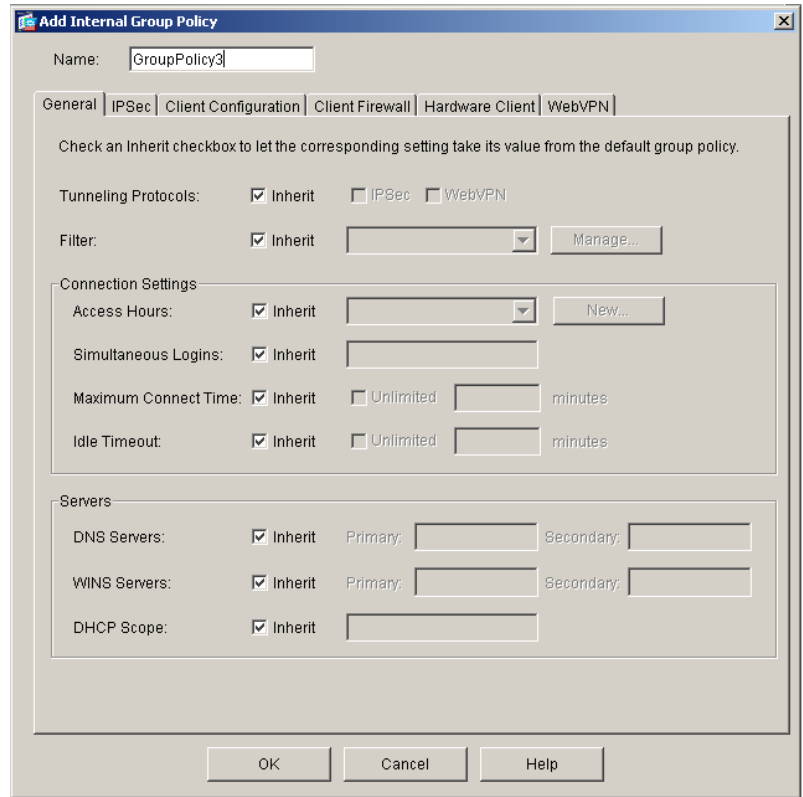 Add Internal Group Policy
Name: GroupPolicy3
General IPSec Client Configuration Client Firewall Hardware Client WebVPN
Check an Inherit checkbox to let the corresponding setting take its value from the default group policy.
Tunneling Protocols: Inherit IPSec WebVPN
Filter: Inherit Manage...
Connection Settings
Access Hours: Inherit New...
Simultaneous Logins: Inherit
Maximum Connect Time: Inherit Unlimited minutes
Idle Timeout: Inherit Unlimited minutes
Servers
DNS Servers: Inherit Primary: Secondary:
WINS Servers: Inherit Primary: Secondary:
DHCP Scope: Inherit
OK Cancel Help